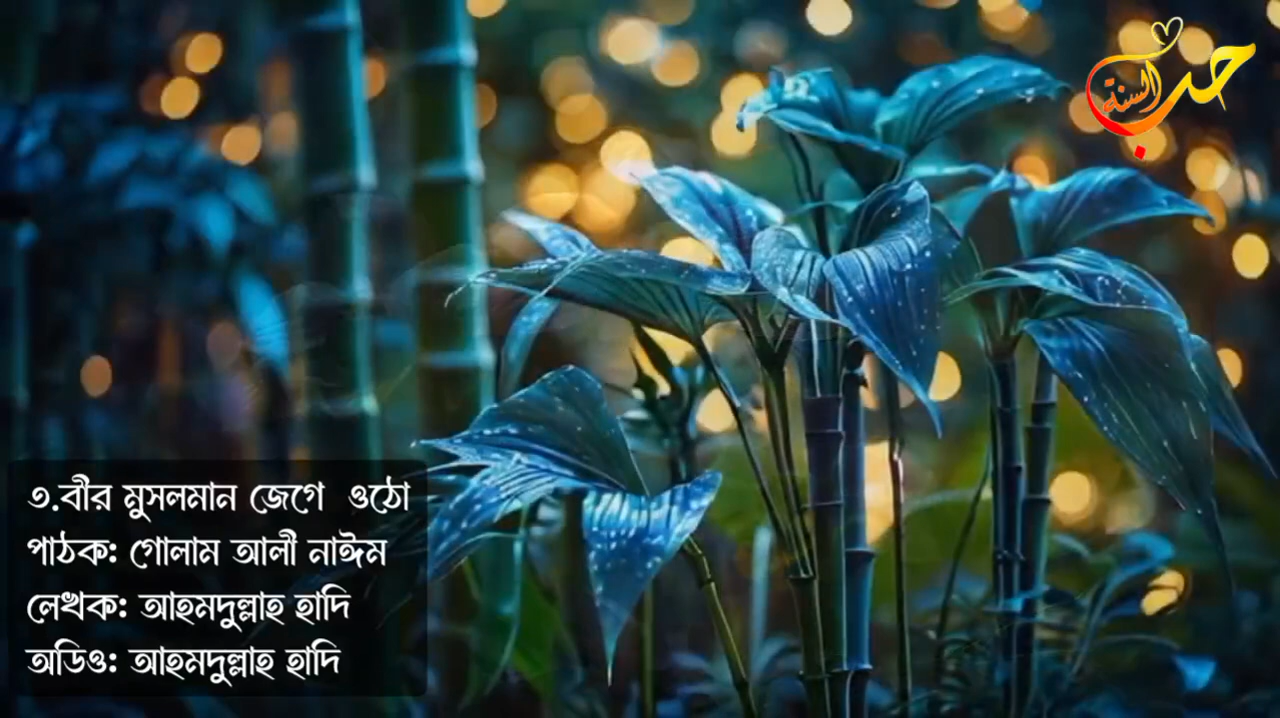 حب السنة
৩.বীর মুসলমান জেগে  ওঠো
পাঠক: গোলাম আলী নাঈম
লেখক: আহমদুল্লাহ হাদি
অডিও: আহমদুল্লাহ হাদি